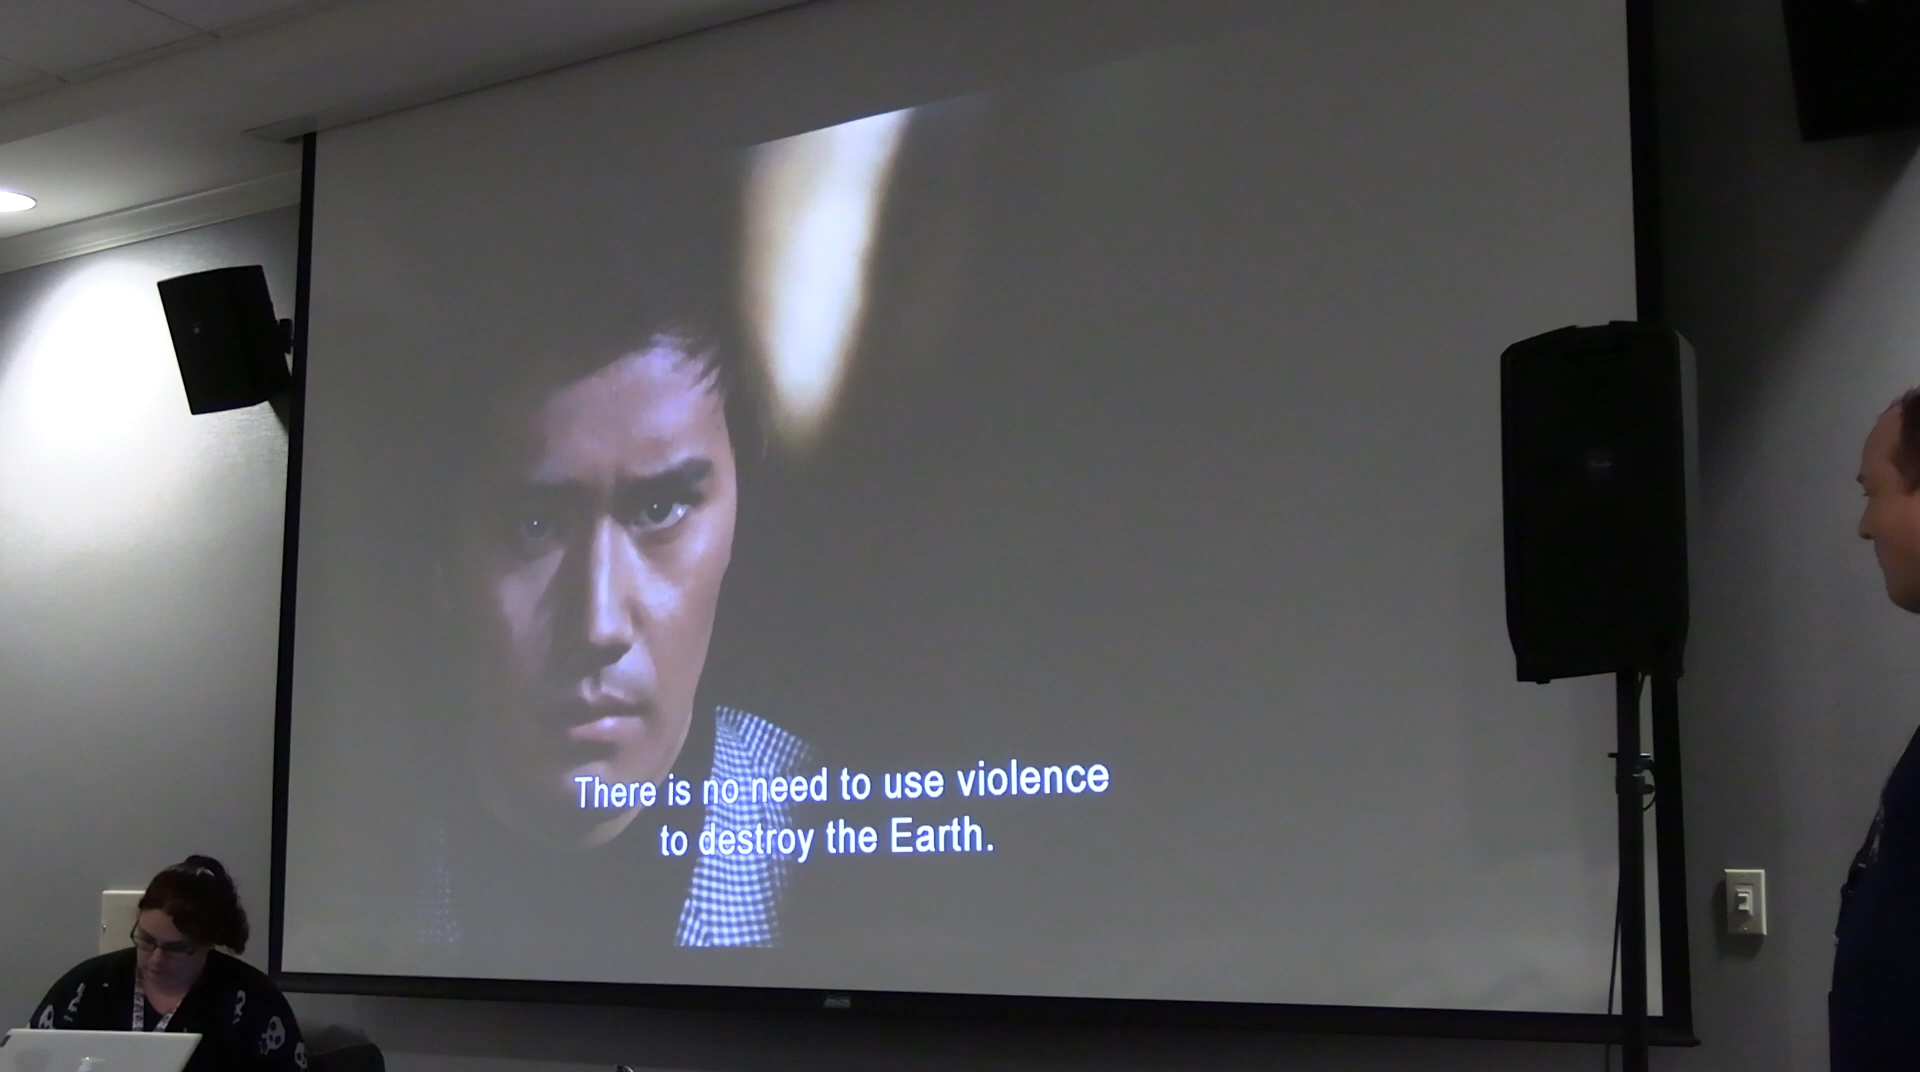 There is no need to use violence
to destroy the Earth.